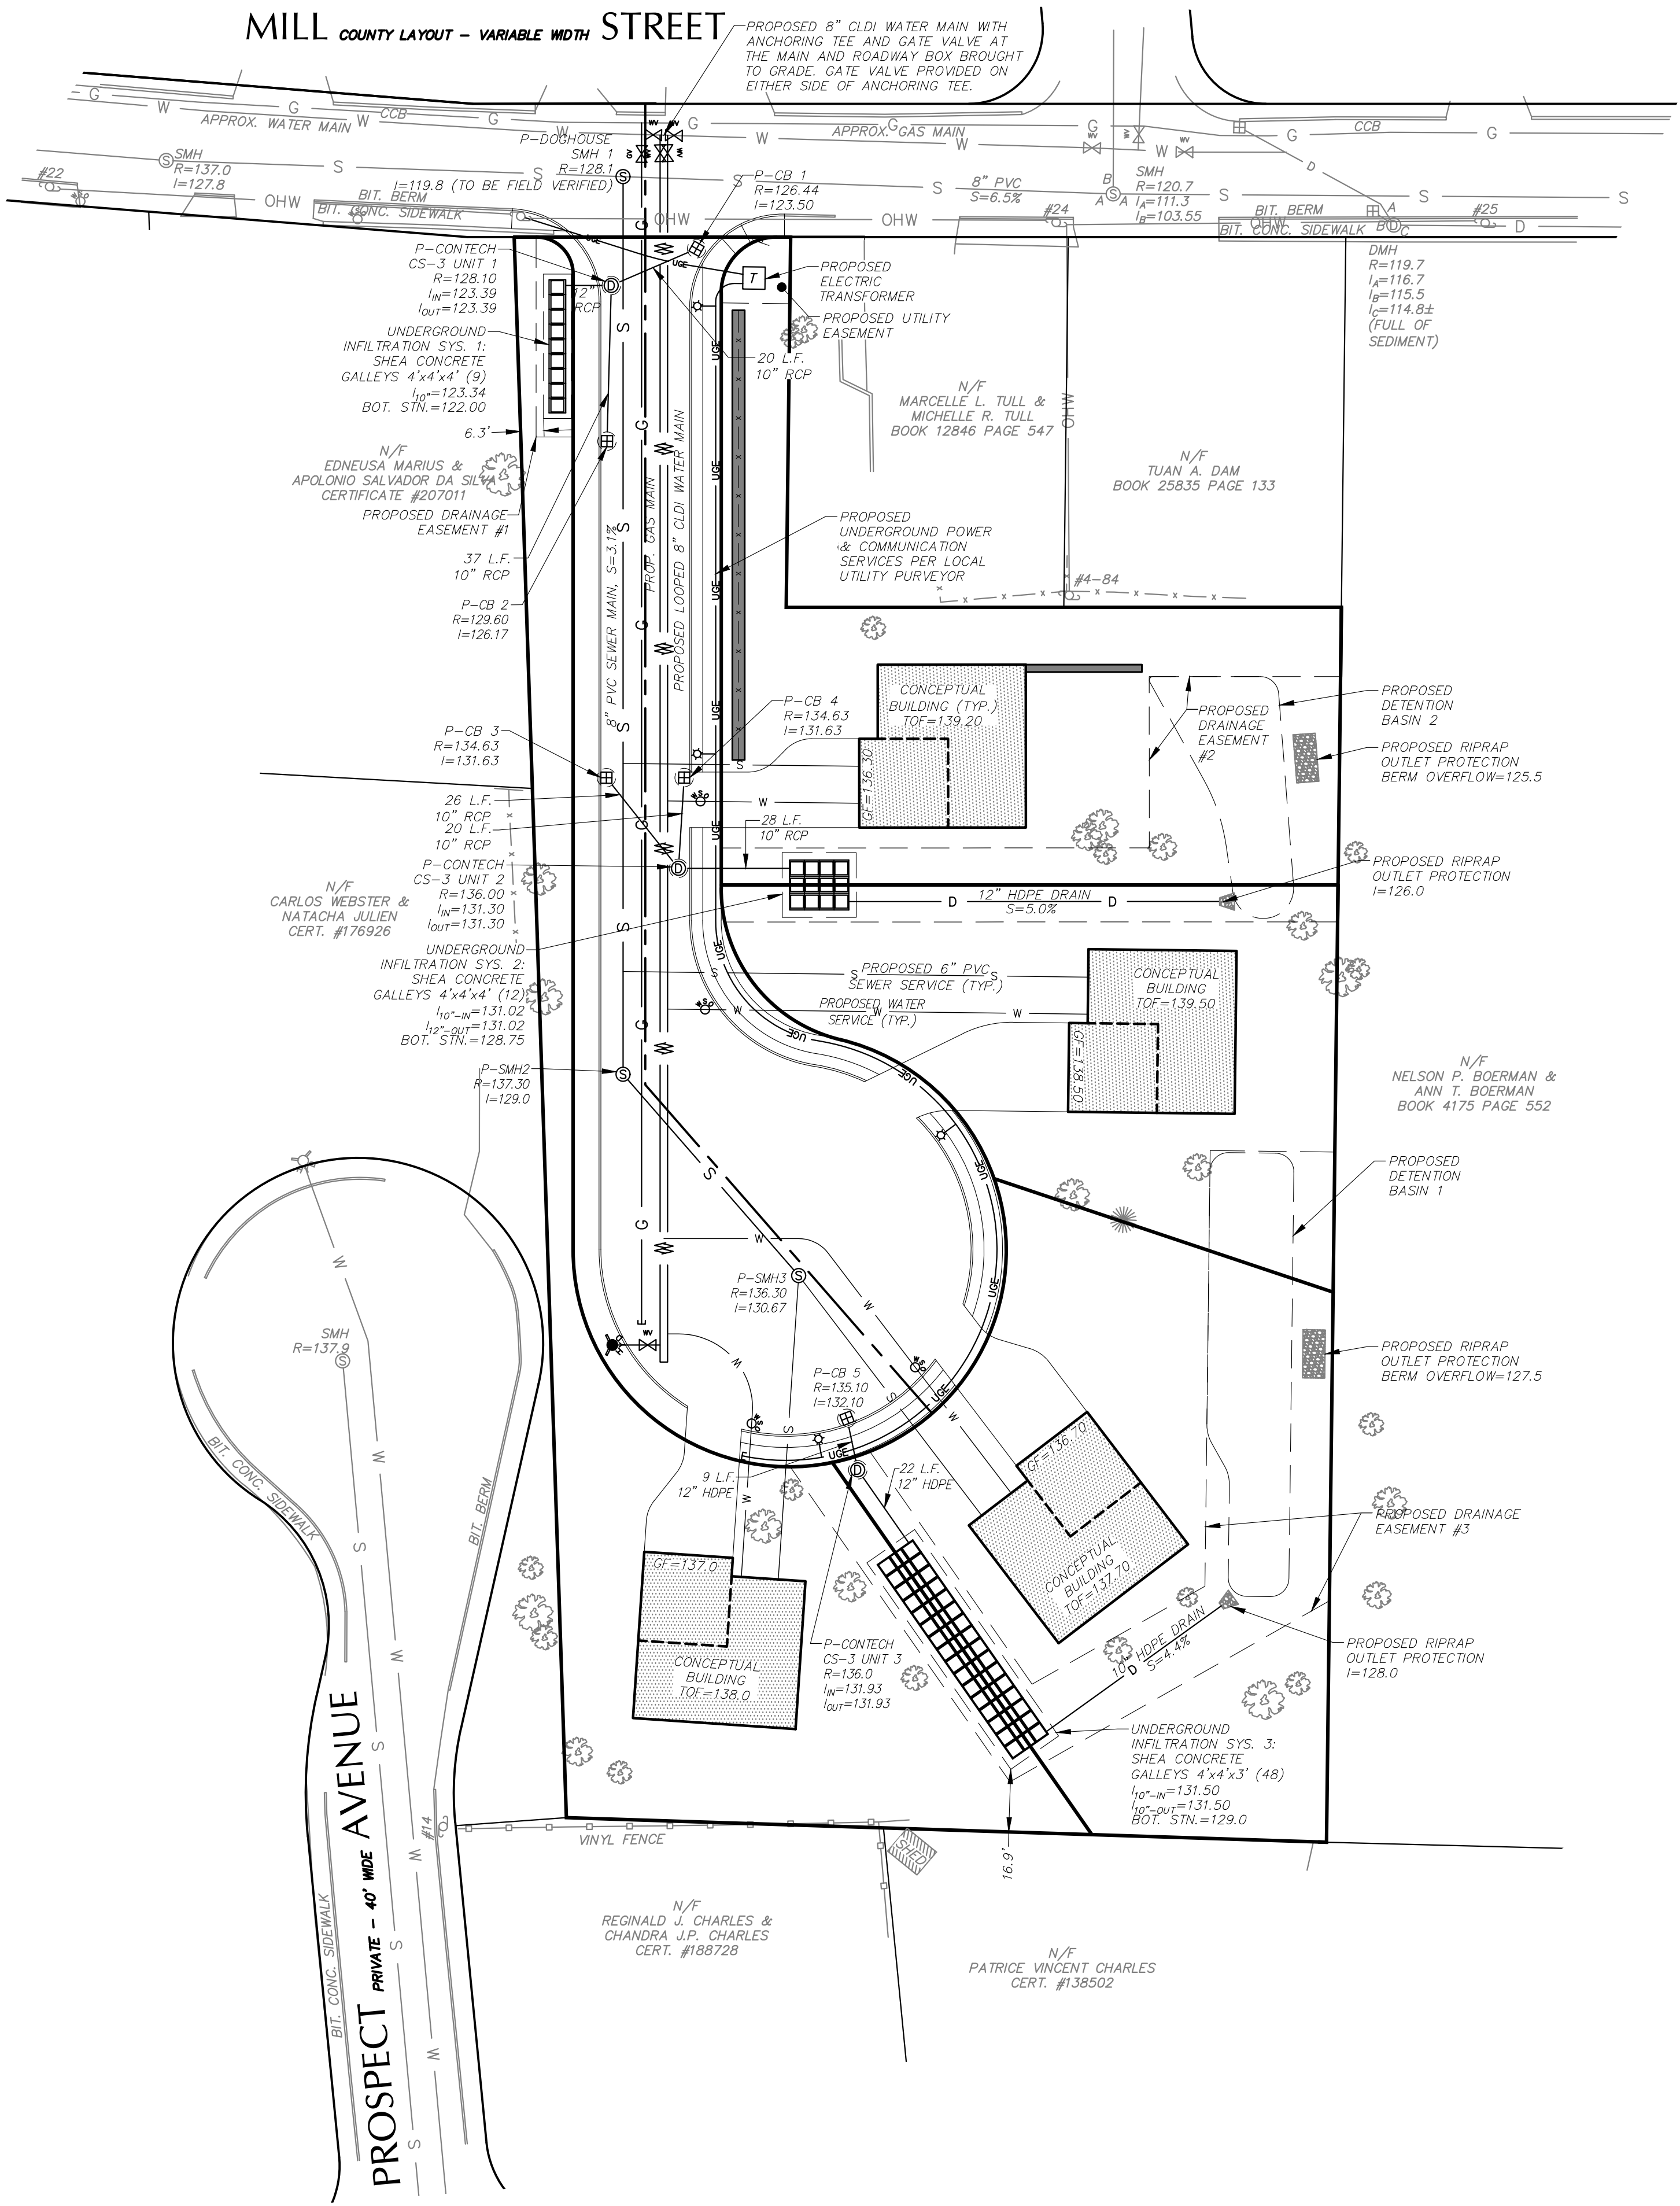 MILL COUNTY LAYOUT - VARIABLE WIDTH STREET
PROPOSED 8" CLDI WATER MAIN WITH
ANCHORING TEE AND GATE VALVE AT
THE MAIN AND ROADWAY BOX BROUGHT
TO GRADE. GATE VALVE PROVIDED ON
EITHER SIDE OF ANCHORING TEE.
APPROX. WATER MAIN
CCB
APPROX. GAS MAIN
CCB
#22
SMH
R=137.0
I=127.8
P-DOGHOUSE
SMH 1
R=128.1
I=119.8 (TO BE FIELD VERIFIED)
BIT. BERM
BIT. CONC. SIDEWALK
OHW
OHW
OHW
OHW
P-CB 1
R=126.44
I=123.50
8" PVC
S=6.5%
SMH
R=120.7
IA=111.3
IB=103.55
#24
BIT. BERM
BIT. CONC. SIDEWALK
#25
DMH
R=119.7
IA=116.7
IB=115.5
IC=114.8±
(FULL OF
SEDIMENT)
P-CONTECH
CS-3 UNIT 1
R=128.10
IIN=123.39
IOUT=123.39
12"
RCP
PROPOSED
ELECTRIC
TRANSFORMER
T
PROPOSED UTILITY
EASEMENT
UNDERGROUND
INFILTRATION SYS. 1:
SHEA CONCRETE
GALLEYS 4'x4'x4' (9)
I10"=123.34
BOT. STN.=122.00
6.3'
20 L.F.
10" RCP
N/F
MARCELLE L. TULL &
MICHELLE R. TULL
BOOK 12846 PAGE 547
OHW
N/F
TUAN A. DAM
BOOK 25835 PAGE 133
N/F
EDNEUSA MARIUS &
APOLONIO SALVADOR DA SILVA
CERTIFICATE #207011
PROPOSED DRAINAGE
EASEMENT #1
37 L.F.
10" RCP
P-CB 2
R=129.60
I=126.17
8" PVC SEWER MAIN, S=3.1%
PROP. GAS MAIN
PROPOSED LOOPED 8" CLDI WATER MAIN
UGE
PROPOSED
UNDERGROUND POWER
& COMMUNICATION
SERVICES PER LOCAL
UTILITY PURVEYOR
#4-84
P-CB 3
R=134.63
I=131.63
P-CB 4
R=134.63
I=131.63
CONCEPTUAL
BUILDING (TYP.)
TOF=139.20
GF=136.30
PROPOSED
DRAINAGE
EASEMENT
#2
PROPOSED
DETENTION
BASIN 2
PROPOSED RIPRAP
OUTLET PROTECTION
BERM OVERFLOW=125.5
26 L.F.
10" RCP
20 L.F.
10" RCP
28 L.F.
10" RCP
P-CONTECH
CS-3 UNIT 2
R=136.00
IIN=131.30
IOUT=131.30
PROPOSED RIPRAP
OUTLET PROTECTION
I=126.0
12" HDPE DRAIN
S=5.0%
N/F
CARLOS WEBSTER &
NATACHA JULIEN
CERT. #176926
UNDERGROUND
INFILTRATION SYS. 2:
SHEA CONCRETE
GALLEYS 4'x4'x4' (12)
I10"-IN=131.02
I12"-OUT=131.02
BOT. STN.=128.75
PROPOSED 6" PVC
SEWER SERVICE (TYP.)
PROPOSED WATER
SERVICE (TYP.)
CONCEPTUAL
BUILDING
TOF=139.50
GF=138.50
P-SMH2
R=137.30
I=129.0
N/F
NELSON P. BOERMAN &
ANN T. BOERMAN
BOOK 4175 PAGE 552
PROPOSED
DETENTION
BASIN 1
P-SMH3
R=136.30
I=130.67
SMH
R=137.9
PROPOSED RIPRAP
OUTLET PROTECTION
BERM OVERFLOW=127.5
P-CB 5
R=135.10
I=132.10
9 L.F.
12" HDPE
22 L.F.
12" HDPE
GF=136.70
CONCEPTUAL
BUILDING
TOF=137.70
PROPOSED DRAINAGE
EASEMENT #3
BIT. CONC. SIDEWALK
BIT. BERM
GF=137.0
CONCEPTUAL
BUILDING
TOF=138.0
P-CONTECH
CS-3 UNIT 3
R=136.0
IIN=131.93
IOUT=131.93
10" HDPE DRAIN
S=4.4%
PROPOSED RIPRAP
OUTLET PROTECTION
I=128.0
UNDERGROUND
INFILTRATION SYS. 3:
SHEA CONCRETE
GALLEYS 4'x4'x3' (48)
I10"-IN=131.50
I10"-OUT=131.50
BOT. STN.=129.0
16.9'
#14
VINYL FENCE
SHED
N/F
REGINALD J. CHARLES &
CHANDRA J.P. CHARLES
CERT. #188728
N/F
PATRICE VINCENT CHARLES
CERT. #138502
BIT. CONC. SIDEWALK
PROSPECT PRIVATE - 40' WIDE AVENUE